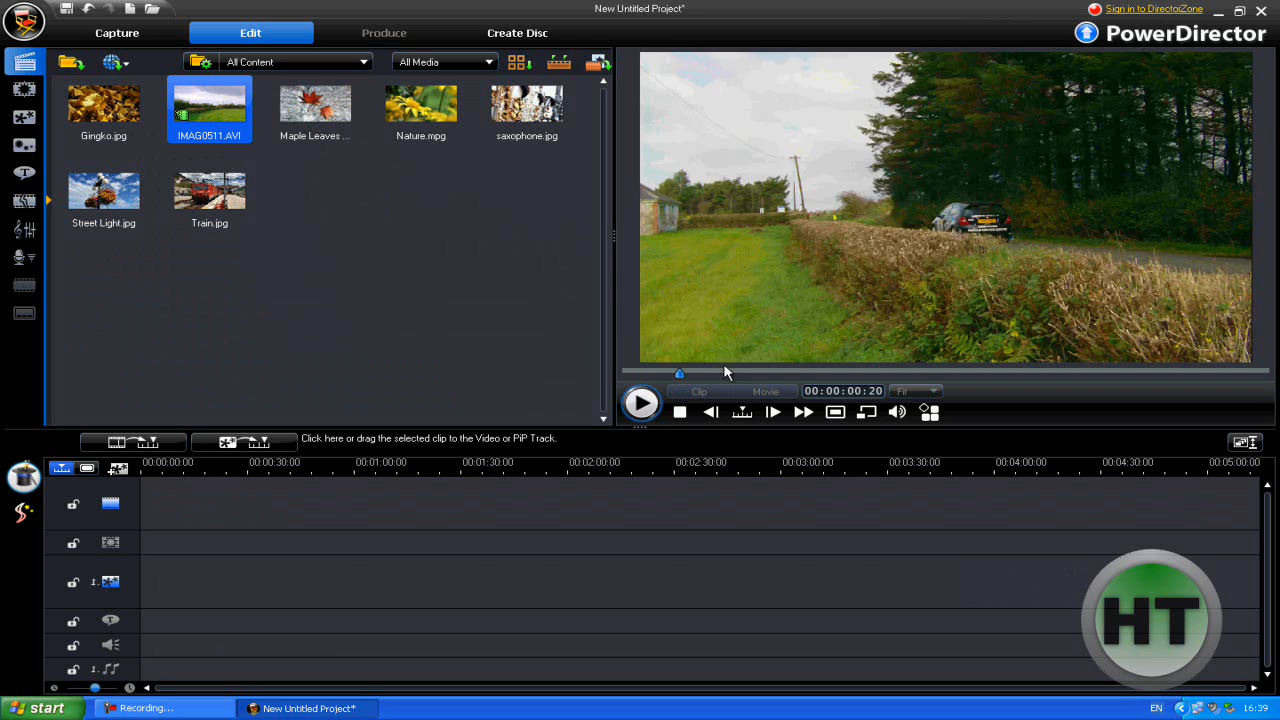 New Untitled Project*
Sign in to DirectorZone
Capture
Edit
Produce
Create Disc
PowerDirector
All Content
All Media
Gingko.jpg
IMAG0511.AVI
Maple Leaves ...
Nature.mpg
saxophone.jpg
Street Light.jpg
Train.jpg
Clip
Movie
00:00:00:20
Fit
Click here or drag the selected clip to the Video or PiP Track.
00:00:00:00
00:00:30:00
00:01:00:00
00:01:30:00
00:02:00:00
00:02:30:00
00:03:00:00
00:03:30:00
00:04:00:00
00:04:30:00
00:05:00:00
1.
T
1.
HT
start
Recording...
New Untitled Project*
EN
16:39